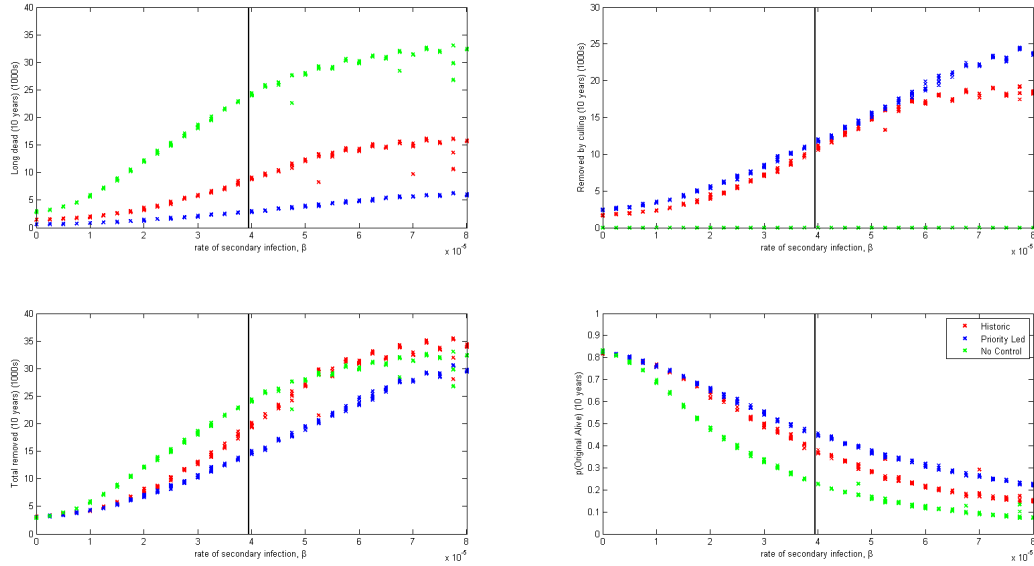 40
35
30
25
20
15
10
5
0
Long dead (10 years) (1000s)
0 1 2 3 4 5 6 7 8
rate of secondary infection, β
x 10⁻⁵
30
25
20
15
10
5
0
Removed by culling (10 years) (1000s)
0 1 2 3 4 5 6 7 8
rate of secondary infection, β
x 10⁻⁵
40
35
30
25
20
15
10
5
0
Total removed (10 years) (1000s)
0 1 2 3 4 5 6 7 8
rate of secondary infection, β
x 10⁻⁵
1
0.9
0.8
0.7
0.6
0.5
0.4
0.3
0.2
0.1
0
p(Original Alive) (10 years)
Historic
Priority Led
No Control
0 1 2 3 4 5 6 7 8
rate of secondary infection, β
x 10⁻⁵